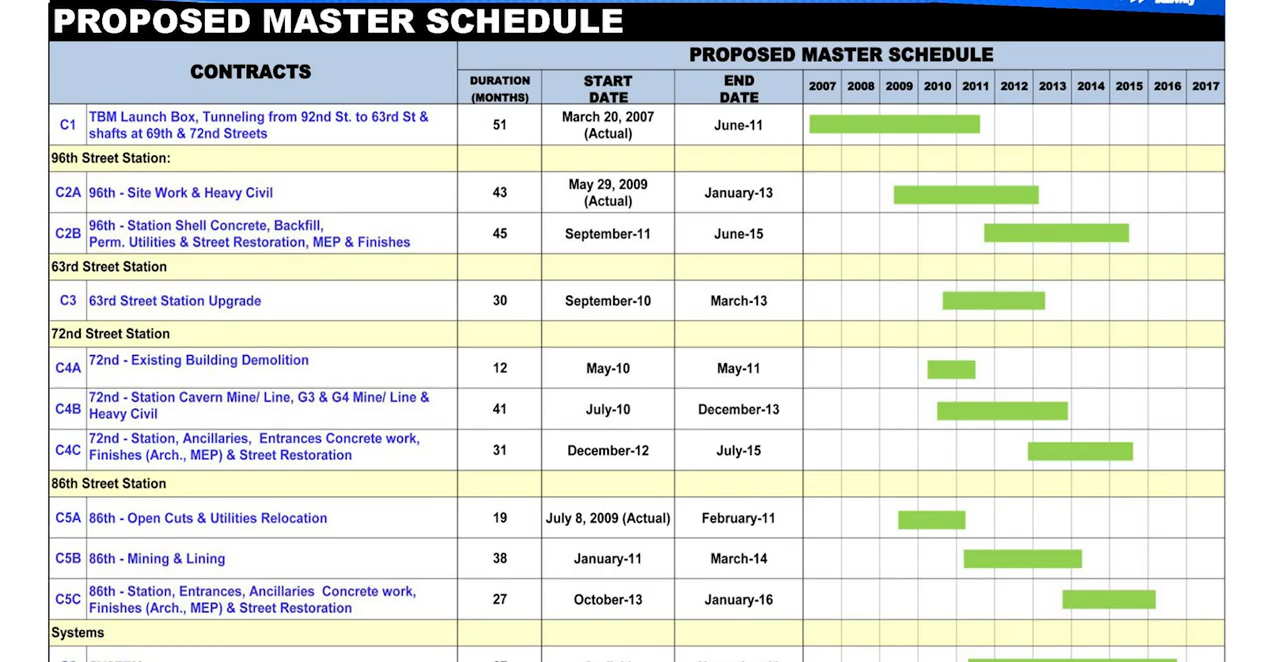 PROPOSED MASTER SCHEDULE
CONTRACTS
PROPOSED MASTER SCHEDULE
DURATION
(MONTHS)
START
DATE
END
DATE
2007 2008 2009 2010 2011 2012 2013 2014 2015 2016 2017
C1 TBM Launch Box, Tunneling from 92nd St. to 63rd St &
shafts at 69th & 72nd Streets
51
March 20, 2007
(Actual)
June-11
96th Street Station:
C2A 96th - Site Work & Heavy Civil
43
May 29, 2009
(Actual)
January-13
C2B 96th - Station Shell Concrete, Backfill,
Perm. Utilities & Street Restoration, MEP & Finishes
45 September-11 June-15
63rd Street Station
C3 63rd Street Station Upgrade 30 September-10 March-13
72nd Street Station
C4A 72nd - Existing Building Demolition 12 May-10 May-11
C4B 72nd - Station Cavern Mine/ Line, G3 & G4 Mine/ Line &
Heavy Civil
41 July-10 December-13
C4C 72nd - Station, Ancillaries, Entrances Concrete work,
Finishes (Arch., MEP) & Street Restoration
31 December-12 July-15
86th Street Station
C5A 86th - Open Cuts & Utilities Relocation 19 July 8, 2009 (Actual) February-11
C5B 86th - Mining & Lining 38 January-11 March-14
C5C 86th - Station, Entrances, Ancillaries Concrete work,
Finishes (Arch., MEP) & Street Restoration
27 October-13 January-16
Systems